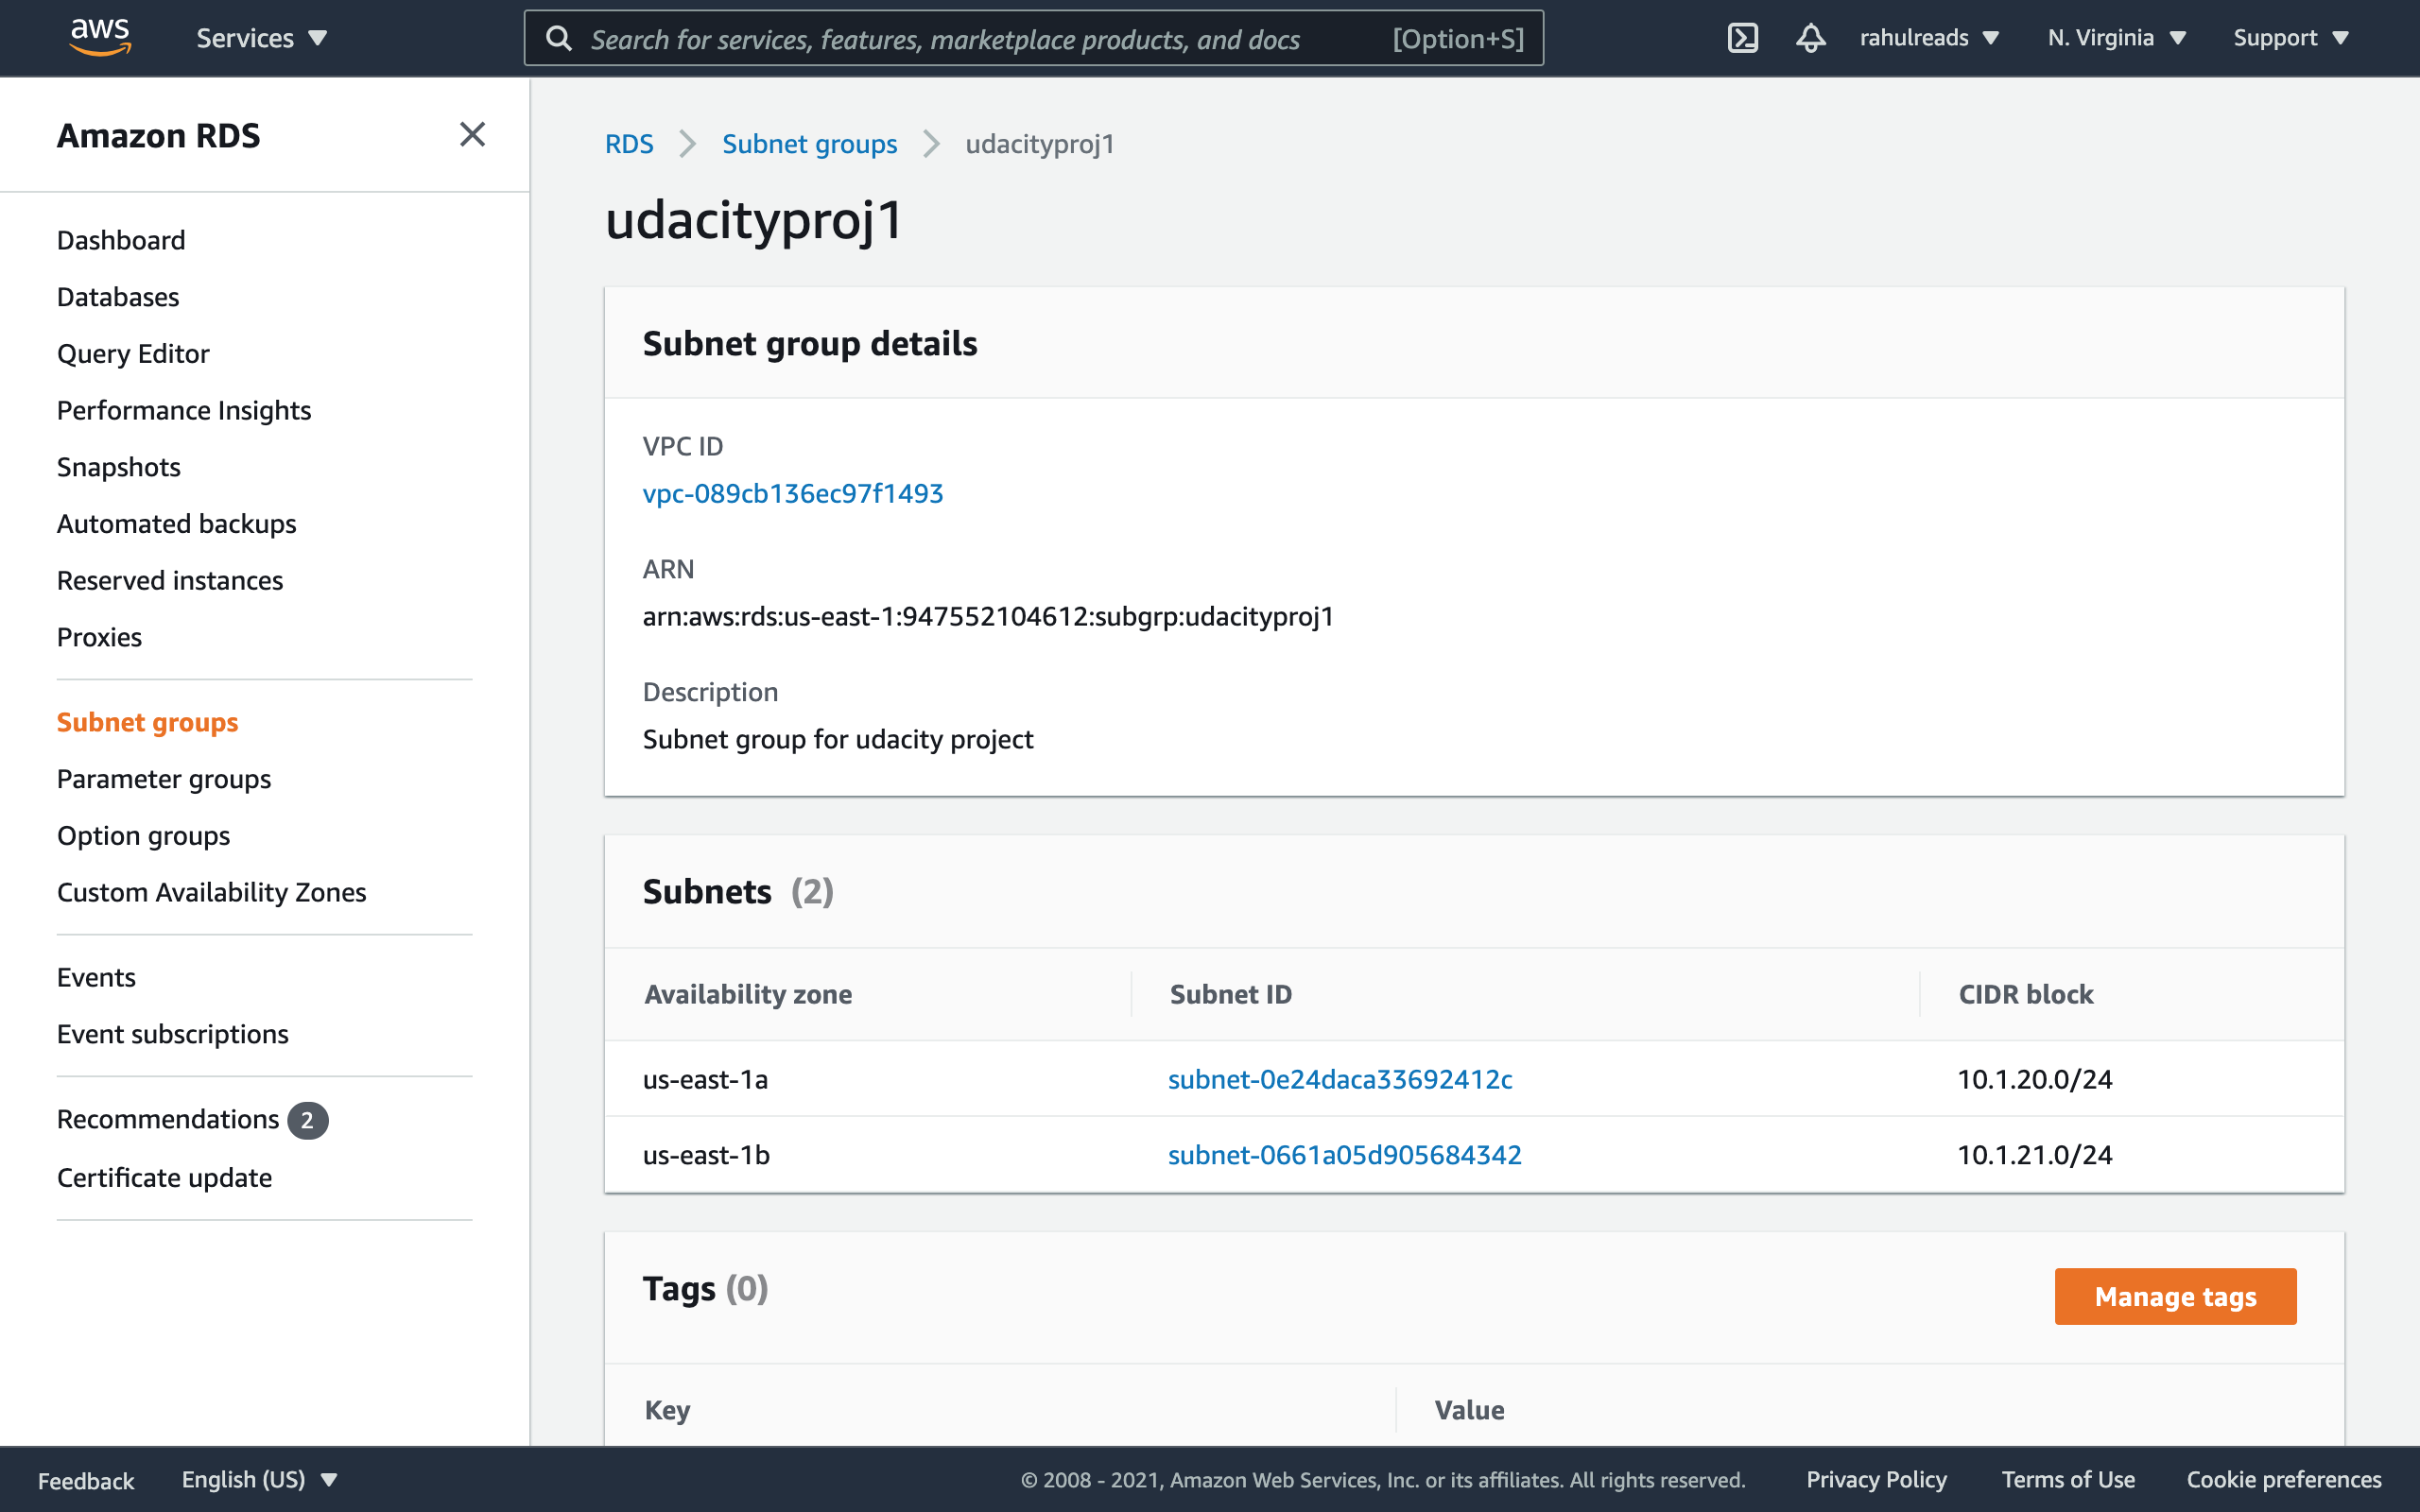 aws
Services
Search for services, features, marketplace products, and docs [Option+S]
rahulreads
N. Virginia
Support
Amazon RDS
Dashboard
Databases
Query Editor
Performance Insights
Snapshots
Automated backups
Reserved instances
Proxies
Subnet groups
Parameter groups
Option groups
Custom Availability Zones
Events
Event subscriptions
Recommendations 2
Certificate update
RDS > Subnet groups > udacityproj1
udacityproj1
Subnet group details
VPC ID
vpc-089cb136ec97f1493
ARN
arn:aws:rds:us-east-1:947552104612:subgrp:udacityproj1
Description
Subnet group for udacity project
Subnets (2)
Availability zone Subnet ID CIDR block
us-east-1a subnet-0e24daca33692412c 10.1.20.0/24
us-east-1b subnet-0661a05d905684342 10.1.21.0/24
Tags (0)
Manage tags
Key Value
Feedback English (US) © 2008 - 2021, Amazon Web Services, Inc. or its affiliates. All rights reserved. Privacy Policy Terms of Use Cookie preferences